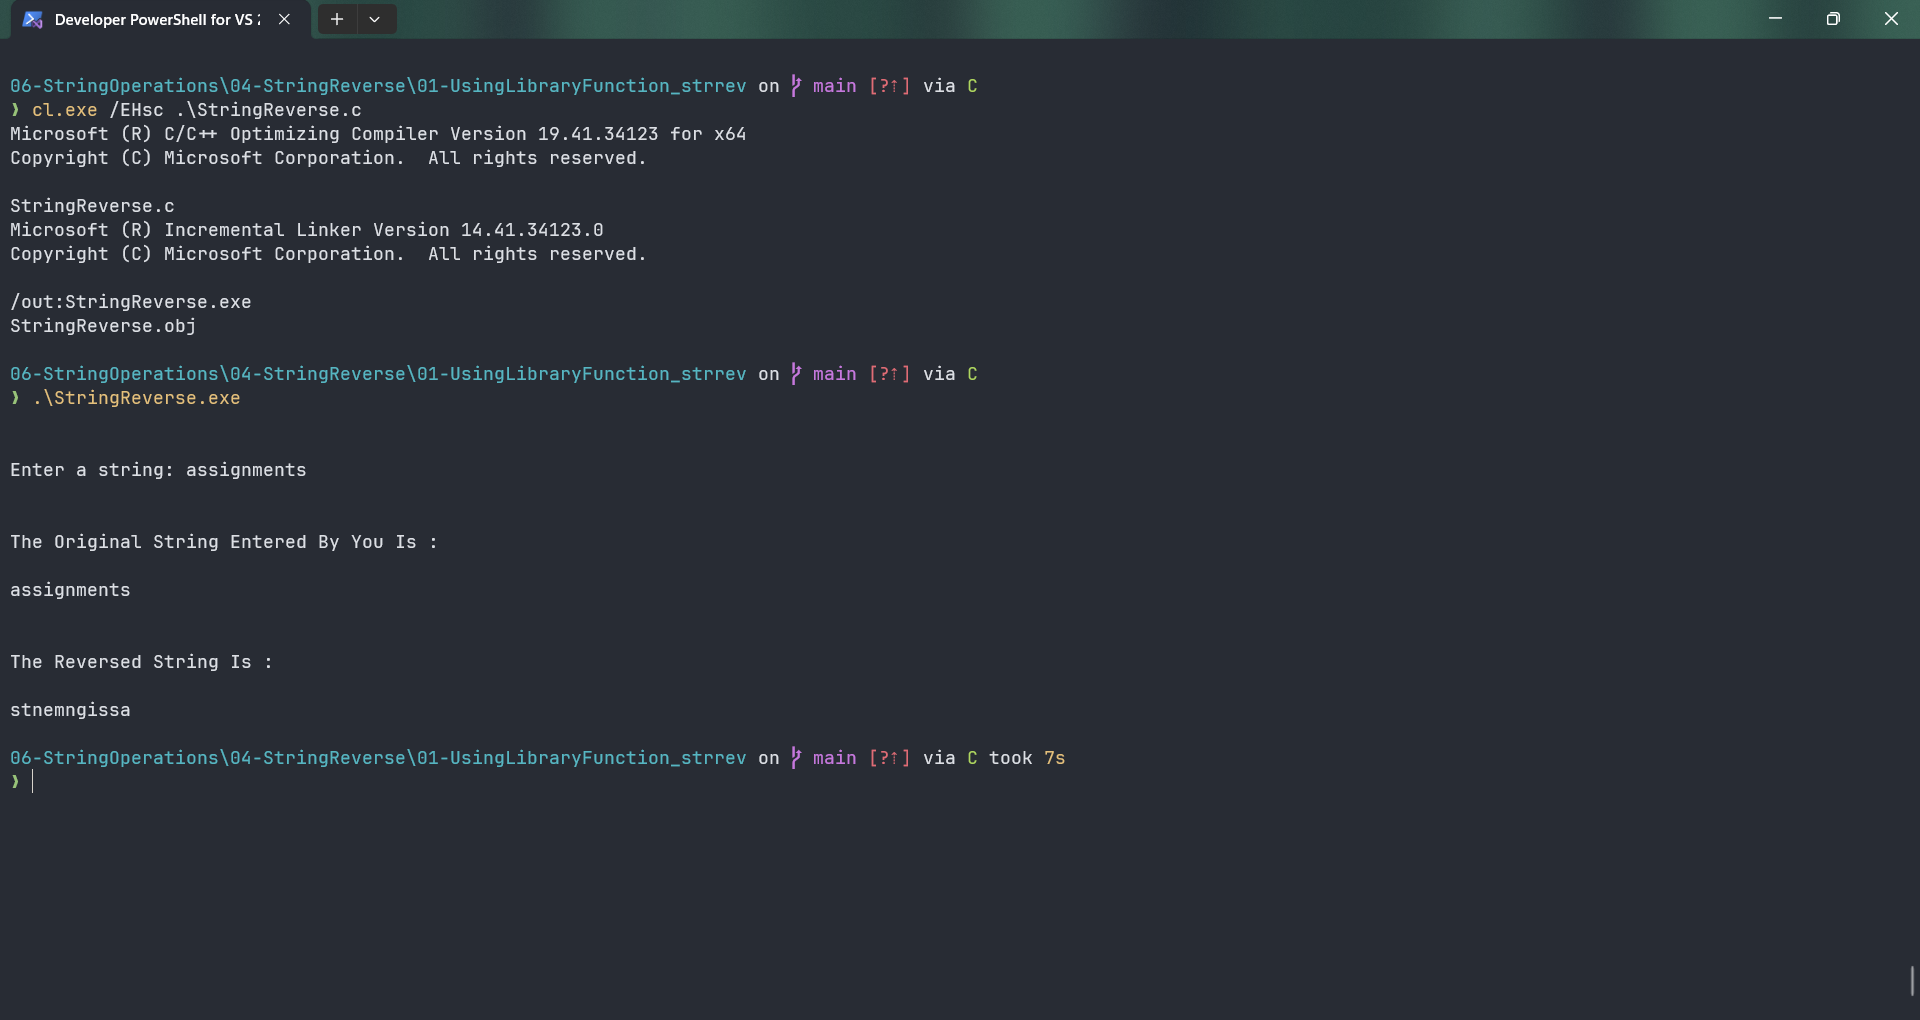 Developer PowerShell for VS
06-StringOperations\04-StringReverse\01-UsingLibraryFunction_strrev on main [?⇡] via C
❯ cl.exe /EHsc .\StringReverse.c
Microsoft (R) C/C++ Optimizing Compiler Version 19.41.34123 for x64
Copyright (C) Microsoft Corporation.  All rights reserved.
StringReverse.c
Microsoft (R) Incremental Linker Version 14.41.34123.0
Copyright (C) Microsoft Corporation.  All rights reserved.
/out:StringReverse.exe
StringReverse.obj
06-StringOperations\04-StringReverse\01-UsingLibraryFunction_strrev on main [?⇡] via C
❯ .\StringReverse.exe
Enter a string: assignments
The Original String Entered By You Is :
assignments
The Reversed String Is :
stnemngissa
06-StringOperations\04-StringReverse\01-UsingLibraryFunction_strrev on main [?⇡] via C took 7s
❯